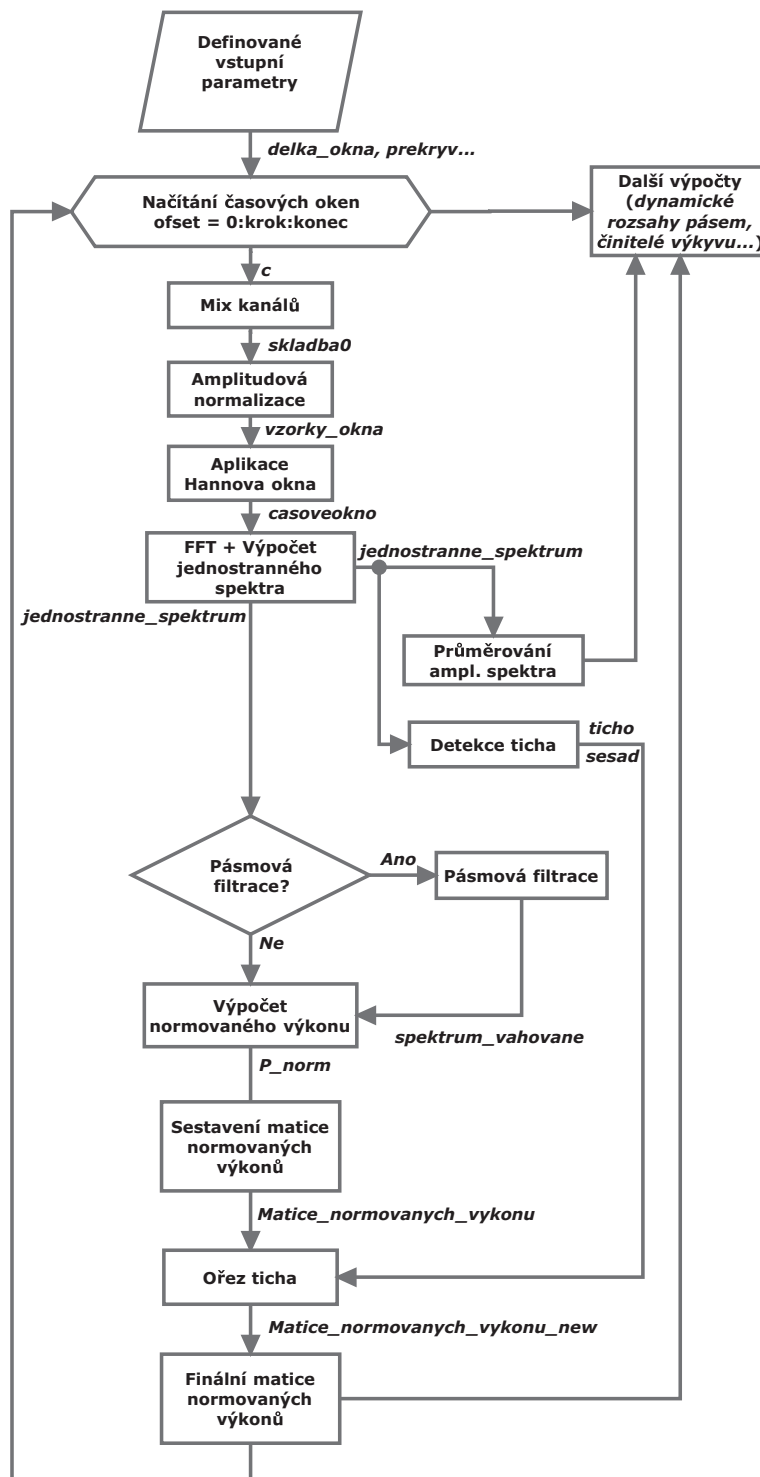 Definované
vstupní
parametry
delka_okna, prekryv...
Načítání časových oken
ofset = 0:krok:konec
Další výpočty
(dynamické
rozsahy pásem,
činitelé výkyvu...)
c
Mix kanálů
skladba0
Amplitudová
normalizace
vzorky_okna
Aplikace
Hannova okna
casoveokno
FFT + Výpočet
jednostranného
spektra
jednostranne_spektrum
jednostranne_spektrum
Průměrování
ampl. spektra
Detekce ticha
ticho
sesad
Pásmová
filtrace?
Ano
Pásmová filtrace
Ne
Výpočet
normovaného výkonu
spektrum_vahovane
P_norm
Sestavení matice
normovaných
výkonů
Matice_normovanych_vykonu
Ořez ticha
Matice_normovanych_vykonu_new
Finální matice
normovaných
výkonů